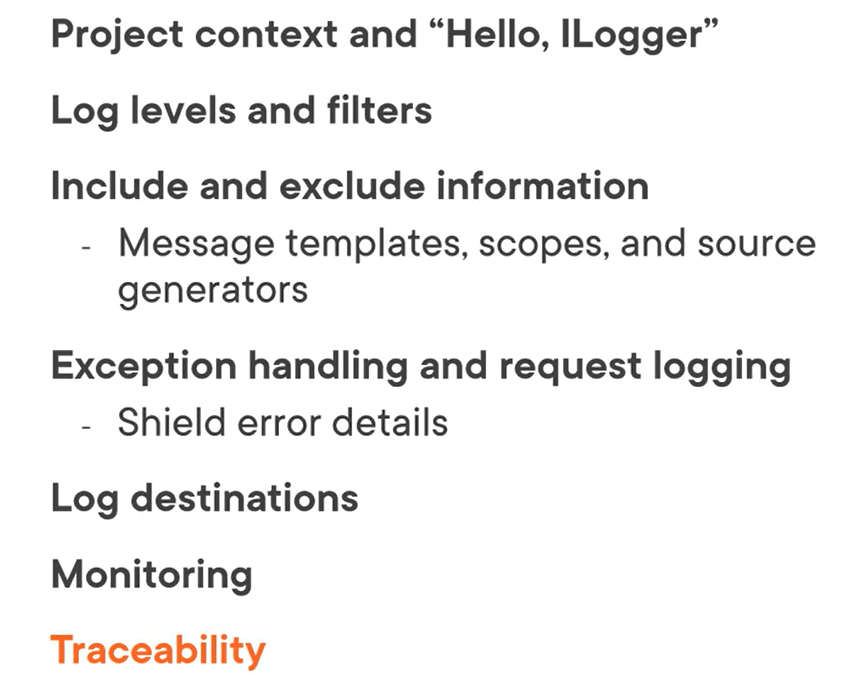 Project context and “Hello, ILogger”
Log levels and filters
Include and exclude information
- Message templates, scopes, and source
generators
Exception handling and request logging
- Shield error details
Log destinations
Monitoring
Traceability